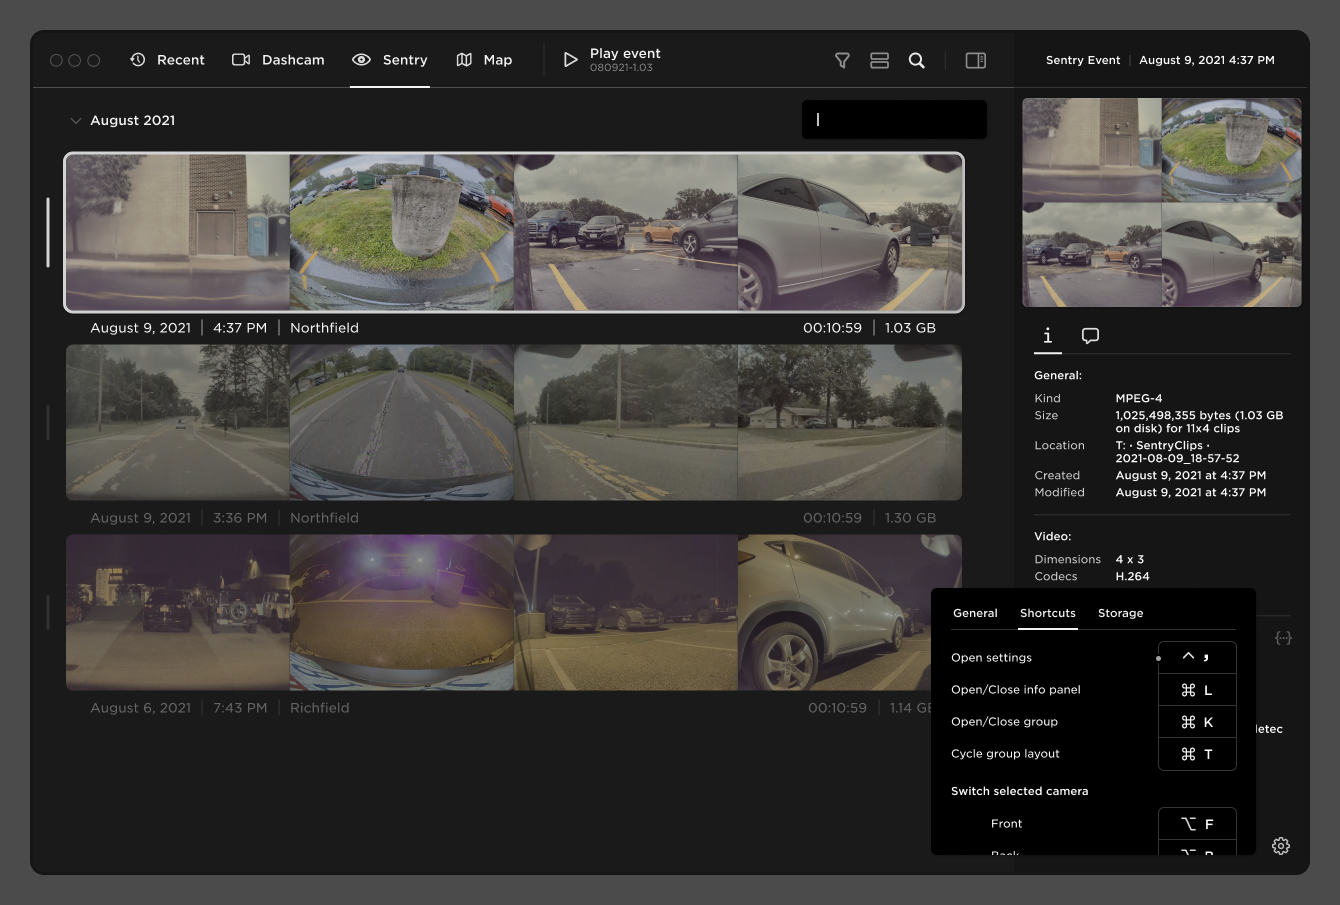 Recent
Dashcam
Sentry
Map
Play event
080921-1.03
Sentry Event | August 9, 2021 4:37 PM
August 2021
August 9, 2021 | 4:37 PM | Northfield
00:10:59 | 1.03 GB
August 9, 2021 | 3:36 PM | Northfield
00:10:59 | 1.30 GB
August 6, 2021 | 7:43 PM | Richfield
00:10:59 | 1.14 GB
i
General:
Kind MPEG-4
Size 1,025,498,355 bytes (1.03 GB
on disk) for 11x4 clips
Location T: · SentryClips ·
2021-08-09_18-57-52
Created August 9, 2021 at 4:37 PM
Modified August 9, 2021 at 4:37 PM
Video:
Dimensions 4 x 3
Codecs H.264
General Shortcuts Storage
Open settings ^ ,
Open/Close info panel ⌘ L
Open/Close group ⌘ K
Cycle group layout ⌘ T
Switch selected camera
Front ⌥ F
Back ⌥